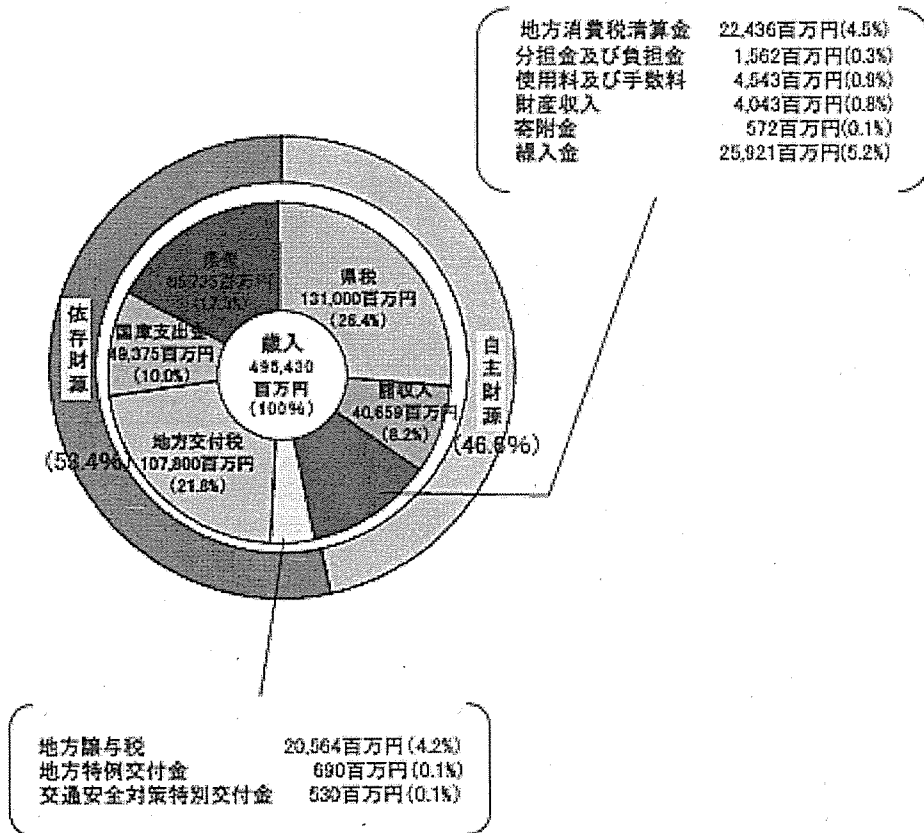 地方消費税清算金 22,436百万円(4.5%)
分担金及び負担金 1,562百万円(0.3%)
使用料及び手数料 4,543百万円(0.9%)
財産収入 4,043百万円(0.8%)
寄附金 572百万円(0.1%)
繰入金 25,921百万円(5.2%)
県債
85,735百万円
(17.3%)
県税
131,000百万円
(26.4%)
依存財源
(53.4%)
国庫支出金
49,375百万円
(10.0%)
歳入
495,430
百万円
(100%)
諸収入
40,659百万円
(8.2%)
自主財源
(46.6%)
地方交付税
107,800百万円
(21.8%)
地方譲与税 20,564百万円(4.2%)
地方特例交付金 690百万円(0.1%)
交通安全対策特別交付金 530百万円(0.1%)